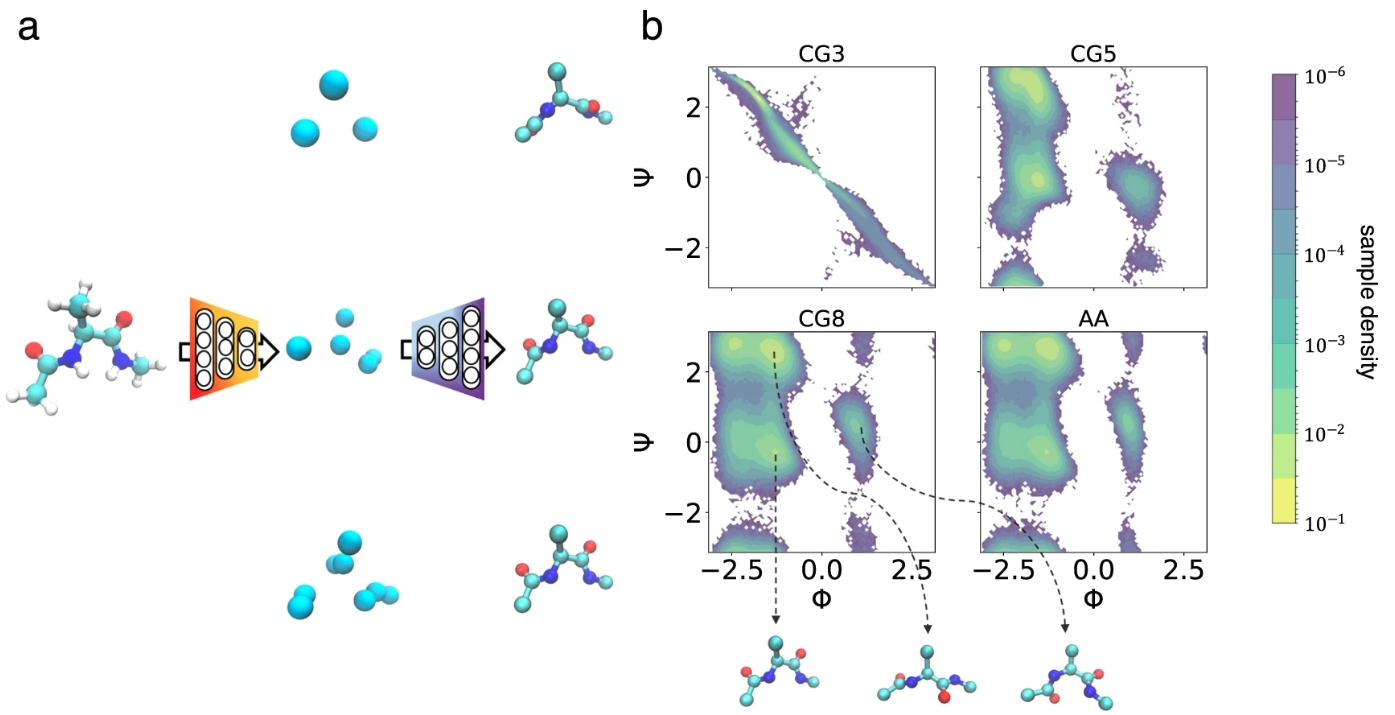 a
b
CG3
CG5
Ψ
2
0
−2
CG8
AA
Ψ
2
0
−2
−2.5
0.0
2.5
−2.5
0.0
2.5
Φ
Φ
10⁻⁶
10⁻⁵
10⁻⁴
10⁻³
10⁻²
10⁻¹
sample density